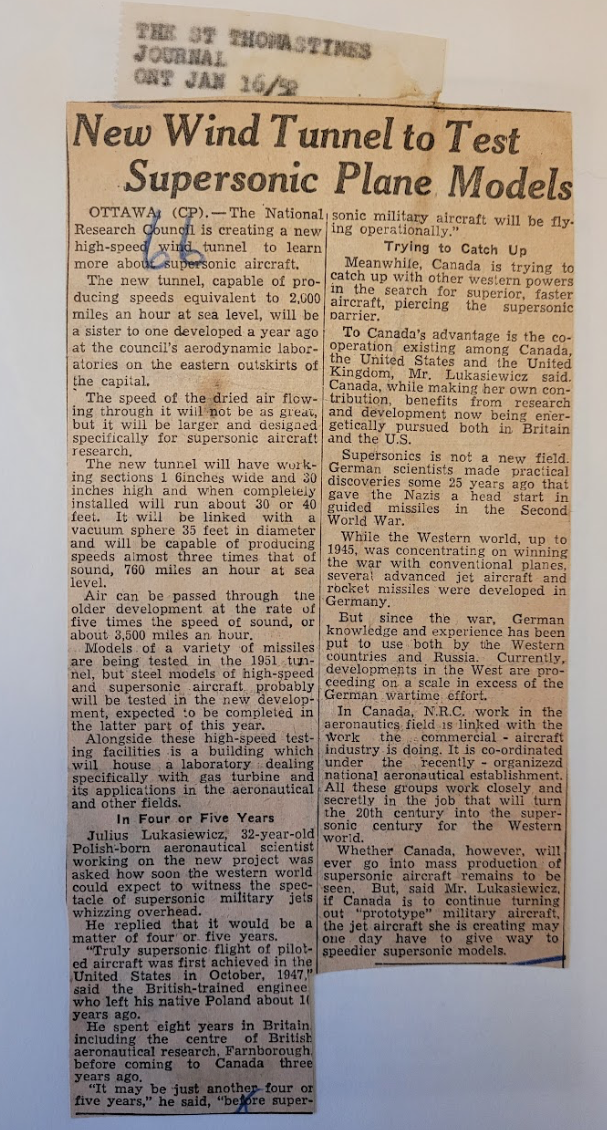 THE ST THOMASTIMES
JOURNAL
ONT JAN 16/52
New Wind Tunnel to Test
Supersonic Plane Models
OTTAWA, (CP).—The National
Research Council is creating a new
high-speed wind tunnel to learn
more about supersonic aircraft.
The new tunnel, capable of pro-
ducing speeds equivalent to 2,000
miles an hour at sea level, will be
a sister to one developed a year ago
at the council's aerodynamic labor-
atories on the eastern outskirts of
the capital.
The speed of the dried air flow-
ing through it will not be as great,
but it will be larger and designed
specifically for supersonic aircraft
research.
The new tunnel will have work-
ing sections 1 6inches wide and 30
inches high and when completely
installed will run about 30 or 40
feet. It will be linked with a
vacuum sphere 35 feet in diameter
and will be capable of producing
speeds almost three times that of
sound, 760 miles an hour at sea
level.
Air can be passed through the
older development at the rate of
five times the speed of sound, or
about 3,500 miles an hour.
Models of a variety of missiles
are being tested in the 1951 tun-
nel, but steel models of high-speed
and supersonic aircraft probably
will be tested in the new develop-
ment, expected to be completed in
the latter part of this year.
Alongside these high-speed test-
ing facilities is a building which
will house a laboratory dealing
specifically with gas turbine and
its applications in the aeronautical
and other fields.
In Four or Five Years
Julius Lukasiewicz, 32-year-old
Polish-born aeronautical scientist
working on the new project was
asked how soon the western world
could expect to witness the spec-
tacle of supersonic military jets
whizzing overhead.
He replied that it would be a
matter of four or five years.
"Truly supersonic flight of pilot-
ed aircraft was first achieved in the
United States in October, 1947,"
said the British-trained enginee
who left his native Poland about 1
years ago.
He spent eight years in Britain
including the centre of British
aeronautical research, Farnborough
before coming to Canada three
years ago.
"It may be just another four or
five years," he said, "before super-
sonic military aircraft will be fly-
ing operationally."
Trying to Catch Up
Meanwhile, Canada is trying to
catch up with other western powers
in the search for superior, faster
aircraft, piercing the supersonic
barrier.
To Canada's advantage is the co-
operation existing among Canada,
the United States and the United
Kingdom, Mr. Lukasiewicz said.
Canada, while making her own con-
tribution, benefits from research
and development now being ener-
getically pursued both in Britain
and the U.S.
Supersonics is not a new field.
German scientists made practical
discoveries some 25 years ago that
gave the Nazis a head start in
guided missiles in the Second
World War.
While the Western world, up to
1945, was concentrating on winning
the war with conventional planes,
several advanced jet aircraft and
rocket missiles were developed in
Germany.
But since the war, German
knowledge and experience has been
put to use both by the Western
countries and Russia. Currently,
developments in the West are pro-
ceeding on a scale in excess of the
German wartime effort.
In Canada, N.R.C. work in the
aeronautics field is linked with the
work the commercial - aircraft
industry is doing. It is co-ordinated
under the recently - organizezd
national aeronautical establishment.
All these groups work closely and
secretly in the job that will turn
the 20th century into the super-
sonic century for the Western
world.
Whether Canada, however, will
ever go into mass production of
supersonic aircraft remains to be
seen. But, said Mr. Lukasiewicz,
if Canada is to continue turning
out "prototype" military aircraft,
the jet aircraft she is creating may
one day have to give way to
speedier supersonic models.